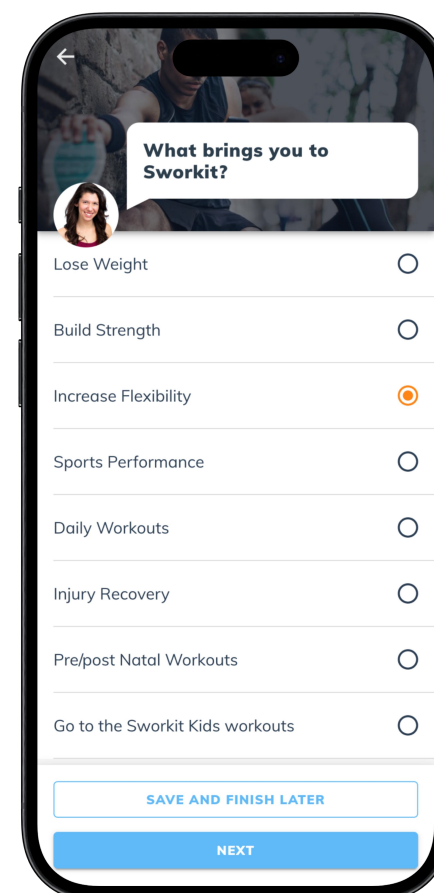 What brings you to
Sworkit?
Lose Weight
Build Strength
Increase Flexibility
Sports Performance
Daily Workouts
Injury Recovery
Pre/post Natal Workouts
Go to the Sworkit Kids workouts
SAVE AND FINISH LATER
NEXT